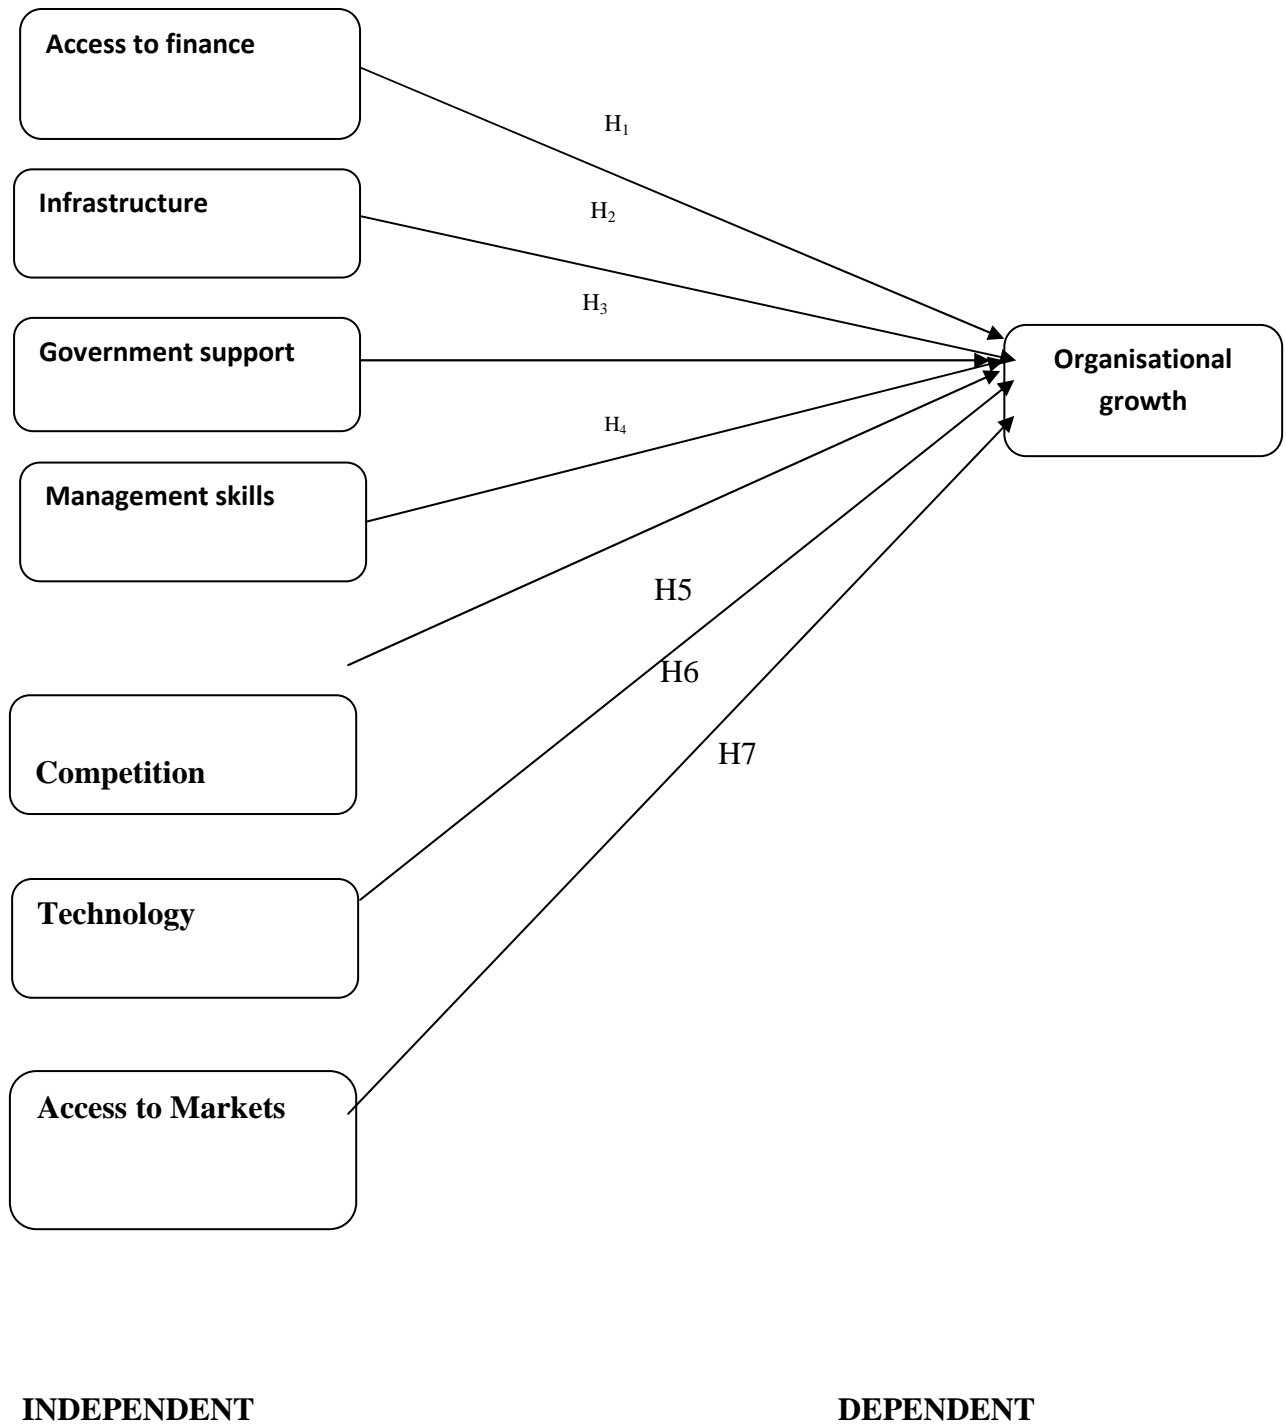 Access to finance
H₁
Infrastructure
H₂
H₃
Government support
Organisational
growth
H₄
Management skills
H5
H6
H7
Competition
Technology
Access to Markets
INDEPENDENT
DEPENDENT